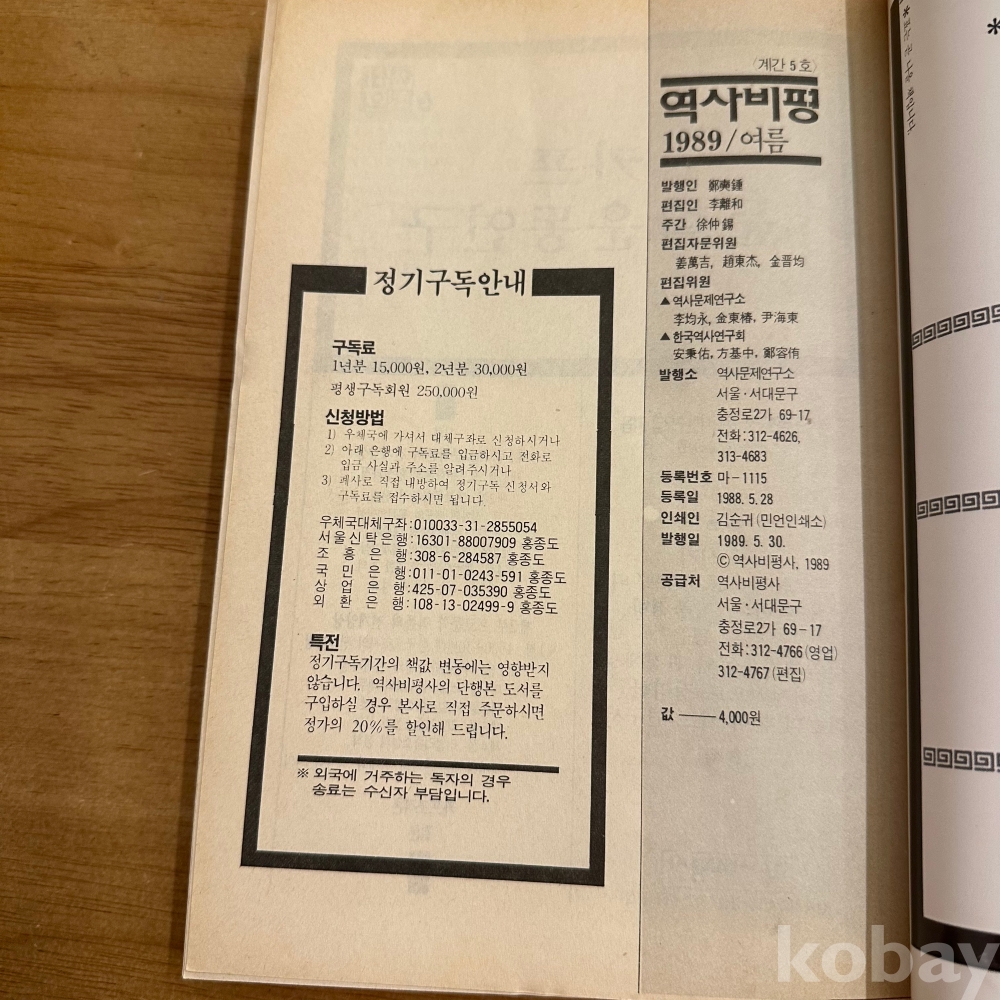 정기구독안내
구독료
1년분 15,000원, 2년분 30,000원
평생구독회원 250,000원
신청방법
1) 우체국에 가셔서 대체구좌로 신청하시거나
2) 아래 은행에 구독료를 입금하시고 전화로
입금 사실과 주소를 알려주시거나
3) 폐사로 직접 내방하여 정기구독 신청서와
구독료를 접수하시면 됩니다.
우체국대체구좌:010033-31-2855054
서울신탁은행:16301-88007909 홍종도
조흥은행:308-6-284587 홍종도
국민은행:011-01-0243-591 홍종도
상업은행:425-07-035390 홍종도
외환은행:108-13-02499-9 홍종도
특전
정기구독기간의 책값 변동에는 영향받지
않습니다. 역사비평사의 단행본 도서를
구입하실 경우 본사로 직접 주문하시면
정가의 20%를 할인해 드립니다.
※ 외국에 거주하는 독자의 경우
송료는 수신자 부담입니다.
〈계간 5호〉
역사비평
1989/여름
발행인 鄭奭鍾
편집인 李離和
주간 徐仲錫
편집자문위원
姜萬吉, 趙東杰, 金晋均
편집위원
▲역사문제연구소
李均永, 金東椿, 尹海東
▲한국역사연구회
安秉佑, 方基中, 鄭容侑
발행소 역사문제연구소
서울·서대문구
충정로2가 69-17
전화:312-4626,
313-4683
등록번호 마-1115
등록일 1988.5.28
인쇄인 김순귀(민언인쇄소)
발행일 1989.5.30.
ⓒ역사비평사, 1989
공급처 역사비평사
서울·서대문구
충정로2가 69-17
전화:312-4766(영업)
312-4767(편집)
값 — 4,000원
kobay